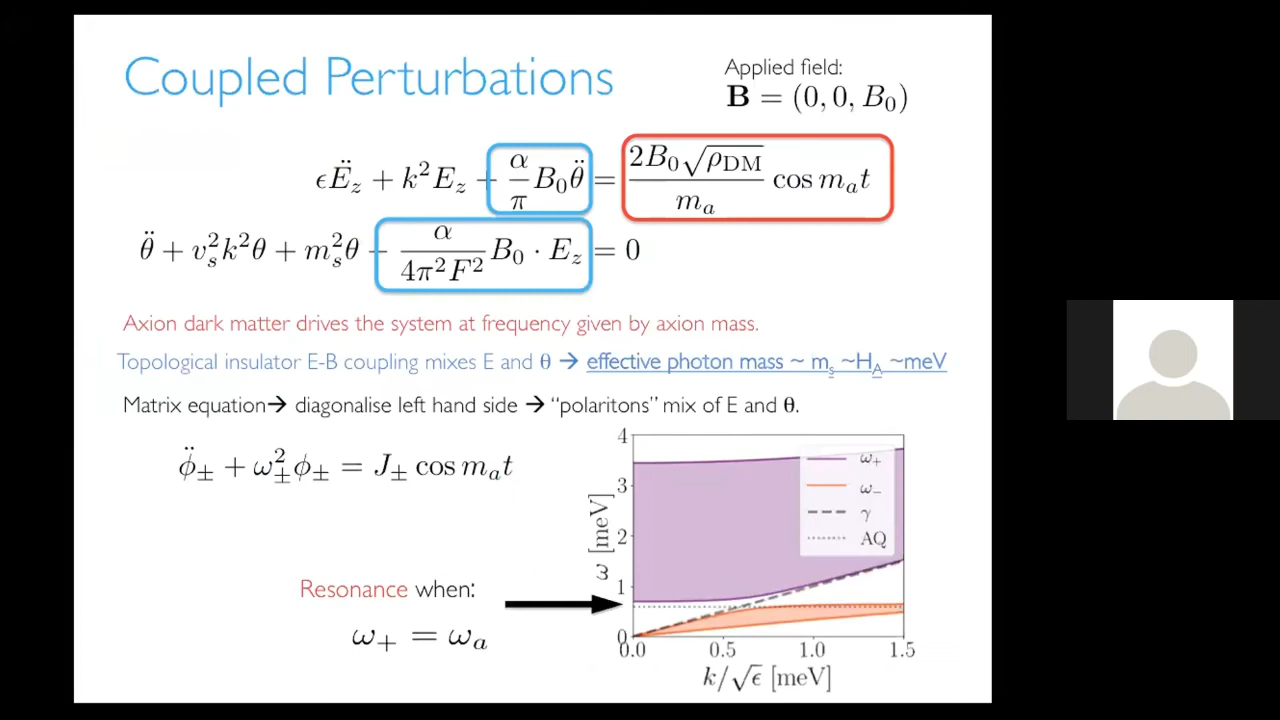 Coupled Perturbations
Applied field:
B = (0, 0, B₀)
ϵË_z + k²E_z − α/π B₀θ̈ = 2B₀√ρ_DM / m_a cos m_a t
θ̈ + v_s²k²θ + m_s²θ − α/4π²F² B₀ · E_z = 0
Axion dark matter drives the system at frequency given by axion mass.
Topological insulator E-B coupling mixes E and θ → effective photon mass ~ m_s ~H_A ~meV
Matrix equation→ diagonalise left hand side → “polaritons” mix of E and θ.
ϕ̈_± + ω_±²ϕ_± = J_± cos m_a t
Resonance when:
ω₊ = ω_a
ω [meV]
4
3
2
1
0
0.0 0.5 1.0 1.5
k/√ϵ [meV]
ω₊
ω₋
γ
AQ